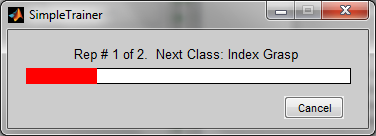 SimpleTrainer
Rep # 1 of 2.  Next Class: Index Grasp
Cancel